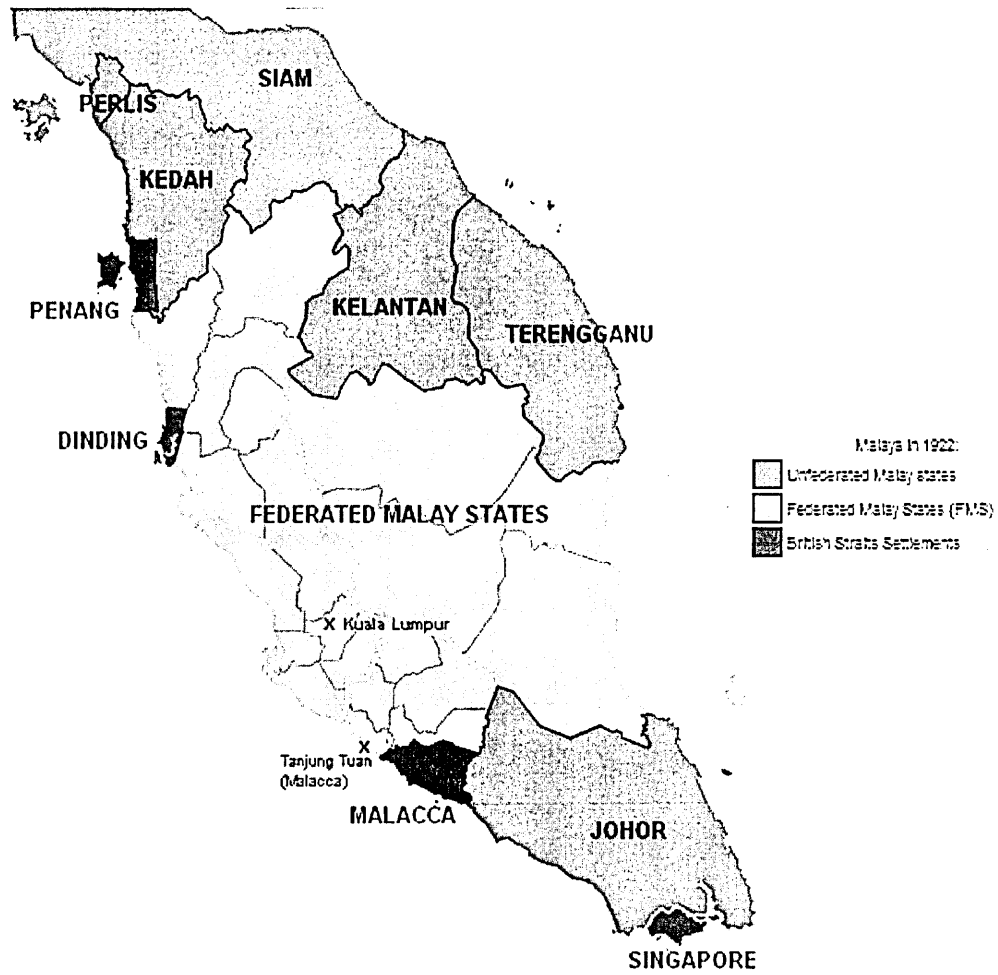 SIAM
PERLIS
KEDAH
PENANG
KELANTAN
TERENGGANU
DINDING
Malaya in 1922:
Unfederated Malay states
Federated Malay States (FMS)
British Straits Settlements
FEDERATED MALAY STATES
X Kuala Lumpur
X
Tanjung Tuan
(Malacca)
MALACCA
JOHOR
SINGAPORE